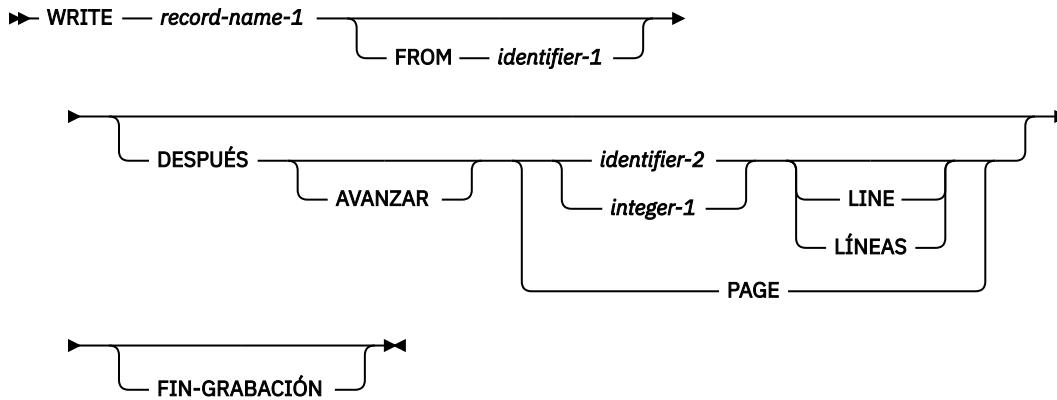 WRITE record-name-1
FROM identifier-1
DESPUÉS identifier-2
AVANZAR integer-1 LINE
LÍNEAS
PAGE
FIN-GRABACIÓN